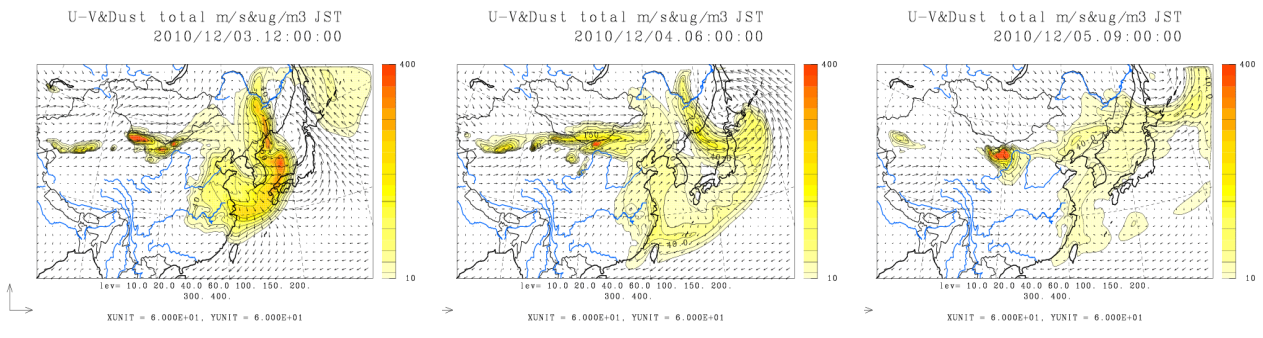 U-V&Dust total m/s&ug/m3 JST
2010/12/03.12:00:00
400
10
lev= 10.0 20.0 40.0 60.0 100. 150. 200.
300. 400.
XUNIT = 6.000E+01, YUNIT = 6.000E+01
U-V&Dust total m/s&ug/m3 JST
2010/12/04.06:00:00
400
150.
40.0
10
lev= 10.0 20.0 40.0 60.0 100. 150. 200.
300. 400.
XUNIT = 6.000E+01, YUNIT = 6.000E+01
U-V&Dust total m/s&ug/m3 JST
2010/12/05.09:00:00
400
10
lev= 10.0 20.0 40.0 60.0 100. 150. 200.
300. 400.
XUNIT = 6.000E+01, YUNIT = 6.000E+01